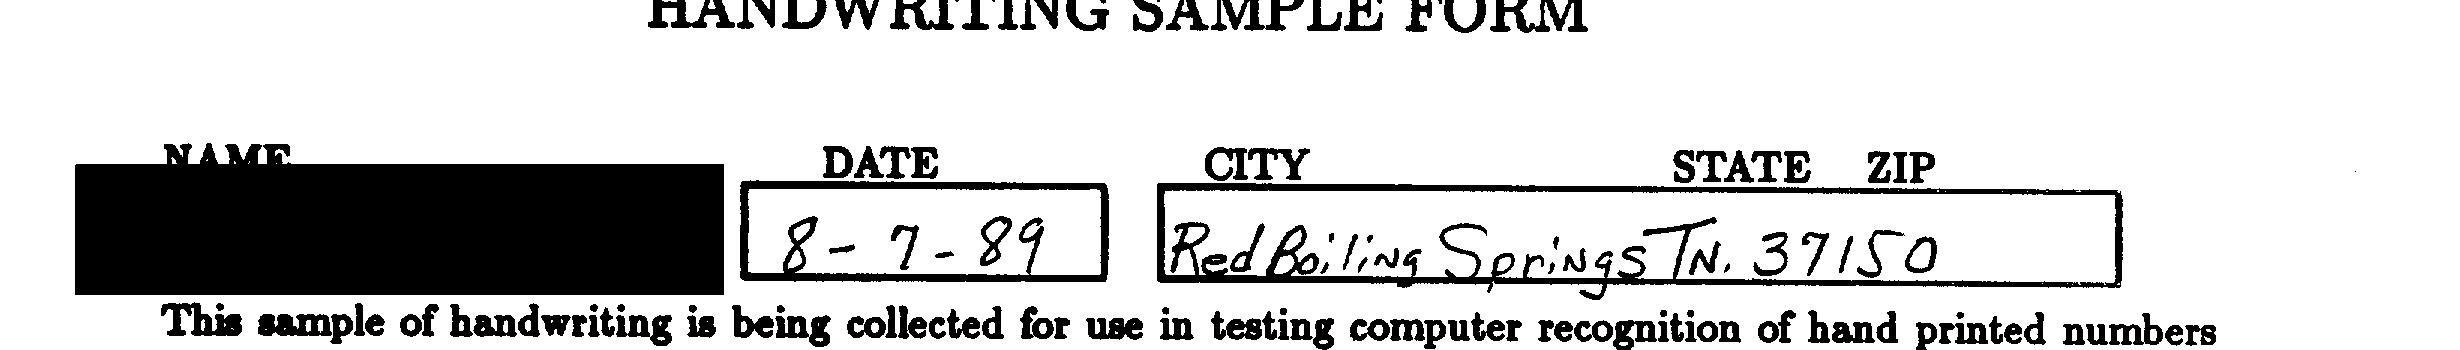 HANDWRITING SAMPLE FORM
NAME DATE CITY STATE ZIP
8-7-89 Red Boiling Springs TN. 37150
This sample of handwriting is being collected for use in testing computer recognition of hand printed numbers